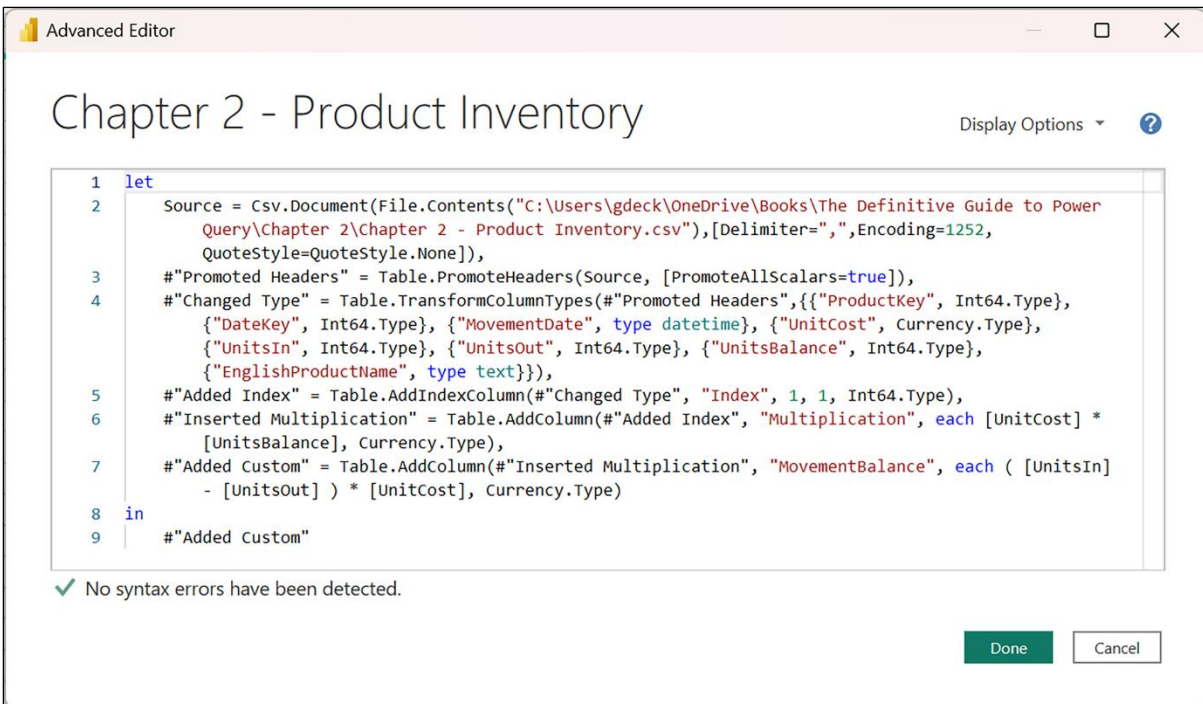 Advanced Editor
Chapter 2 - Product Inventory
Display Options
?
1 let
2 Source = Csv.Document(File.Contents("C:\Users\gdeck\OneDrive\Books\The Definitive Guide to Power
Query\Chapter 2\Chapter 2 - Product Inventory.csv"),[Delimiter=",",Encoding=1252,
QuoteStyle=QuoteStyle.None]),
3 #"Promoted Headers" = Table.PromoteHeaders(Source, [PromoteAllScalars=true]),
4 #"Changed Type" = Table.TransformColumnTypes(#"Promoted Headers",{{"ProductKey", Int64.Type},
{"DateKey", Int64.Type}, {"MovementDate", type datetime}, {"UnitCost", Currency.Type},
{"UnitsIn", Int64.Type}, {"UnitsOut", Int64.Type}, {"UnitsBalance", Int64.Type},
{"EnglishProductName", type text}}),
5 #"Added Index" = Table.AddIndexColumn(#"Changed Type", "Index", 1, 1, Int64.Type),
6 #"Inserted Multiplication" = Table.AddColumn(#"Added Index", "Multiplication", each [UnitCost] *
[UnitsBalance], Currency.Type),
7 #"Added Custom" = Table.AddColumn(#"Inserted Multiplication", "MovementBalance", each ( [UnitsIn]
- [UnitsOut] ) * [UnitCost], Currency.Type)
8 in
9 #"Added Custom"
No syntax errors have been detected.
Done
Cancel